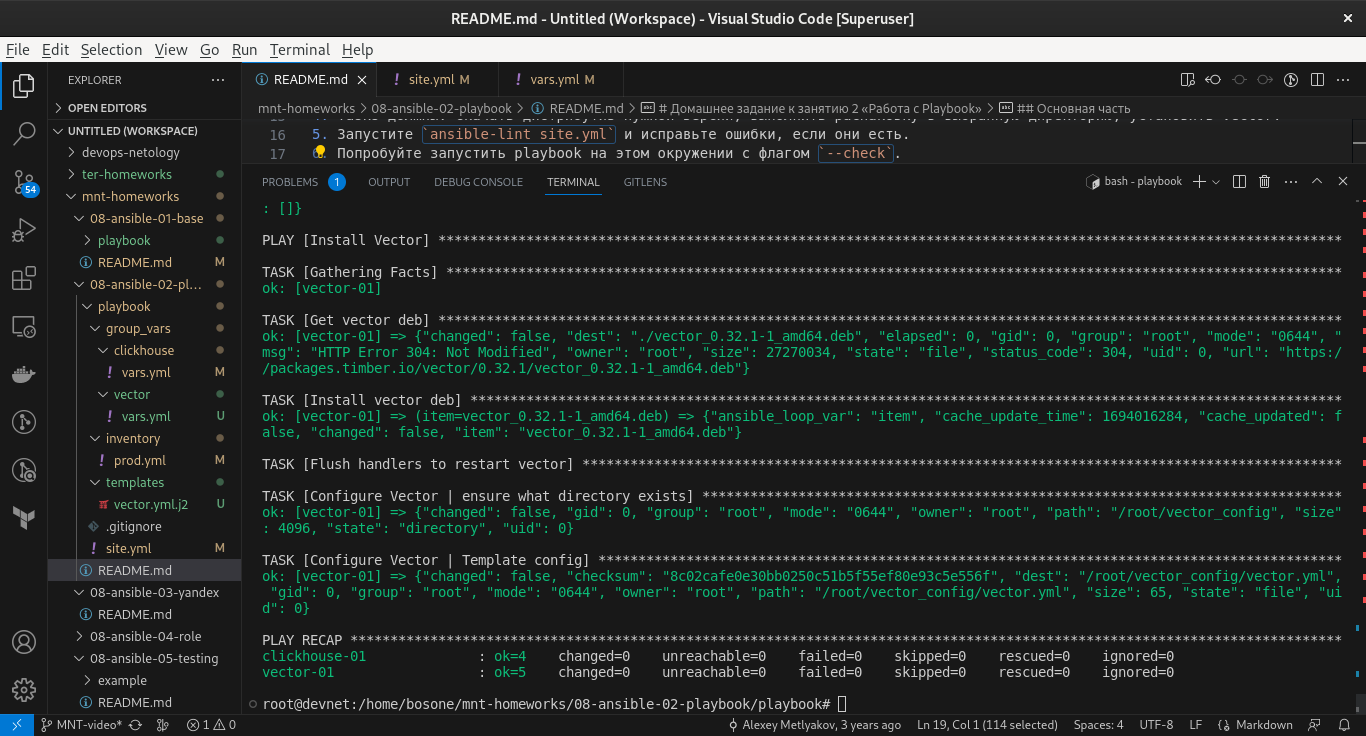 README.md - Untitled (Workspace) - Visual Studio Code [Superuser]
File Edit Selection View Go Run Terminal Help
EXPLORER
OPEN EDITORS
UNTITLED (WORKSPACE)
devops-netology
ter-homeworks
mnt-homeworks
08-ansible-01-base
playbook
README.md M
08-ansible-02-pl...
playbook
group_vars
clickhouse
vars.yml M
vector
vars.yml U
inventory
prod.yml M
templates
vector.yml.j2 U
.gitignore
site.yml M
README.md
08-ansible-03-yandex
README.md
08-ansible-04-role
08-ansible-05-testing
example
README.md
54
README.md site.yml M vars.yml M
mnt-homeworks > 08-ansible-02-playbook > README.md > # Домашнее задание к занятию 2 «Работа с Playbook» > ## Основная часть
16 5. Запустите `ansible-lint site.yml` и исправьте ошибки, если они есть.
17 6. Попробуйте запустить playbook на этом окружении с флагом `--check`.
PROBLEMS 1 OUTPUT DEBUG CONSOLE TERMINAL GITLENS bash - playbook
: []}
PLAY [Install Vector] *****************************************************************************************************************
TASK [Gathering Facts] ****************************************************************************************************************
ok: [vector-01]
TASK [Get vector deb] *****************************************************************************************************************
ok: [vector-01] => {"changed": false, "dest": "./vector_0.32.1-1_amd64.deb", "elapsed": 0, "gid": 0, "group": "root", "mode": "0644", "
msg": "HTTP Error 304: Not Modified", "owner": "root", "size": 27270034, "state": "file", "status_code": 304, "uid": 0, "url": "https:/
/packages.timber.io/vector/0.32.1/vector_0.32.1-1_amd64.deb"}
TASK [Install vector deb] *************************************************************************************************************
ok: [vector-01] => (item=vector_0.32.1-1_amd64.deb) => {"ansible_loop_var": "item", "cache_update_time": 1694016284, "cache_updated": f
alse, "changed": false, "item": "vector_0.32.1-1_amd64.deb"}
TASK [Flush handlers to restart vector] ***********************************************************************************************
TASK [Configure Vector | ensure what directory exists] ********************************************************************************
ok: [vector-01] => {"changed": false, "gid": 0, "group": "root", "mode": "0644", "owner": "root", "path": "/root/vector_config", "size"
: 4096, "state": "directory", "uid": 0}
TASK [Configure Vector | Template config] *********************************************************************************************
ok: [vector-01] => {"changed": false, "checksum": "8c02cafe0e30bb0250c51b5f55ef80e93c5e556f", "dest": "/root/vector_config/vector.yml",
"gid": 0, "group": "root", "mode": "0644", "owner": "root", "path": "/root/vector_config/vector.yml", "size": 65, "state": "file", "ui
d": 0}
PLAY RECAP ****************************************************************************************************************************
clickhouse-01 : ok=4 changed=0 unreachable=0 failed=0 skipped=0 rescued=0 ignored=0
vector-01 : ok=5 changed=0 unreachable=0 failed=0 skipped=0 rescued=0 ignored=0
root@devnet:/home/bosone/mnt-homeworks/08-ansible-02-playbook/playbook#
MNT-video* 1 0 Alexey Metlyakov, 3 years ago Ln 19, Col 1 (114 selected) Spaces: 4 UTF-8 LF Markdown